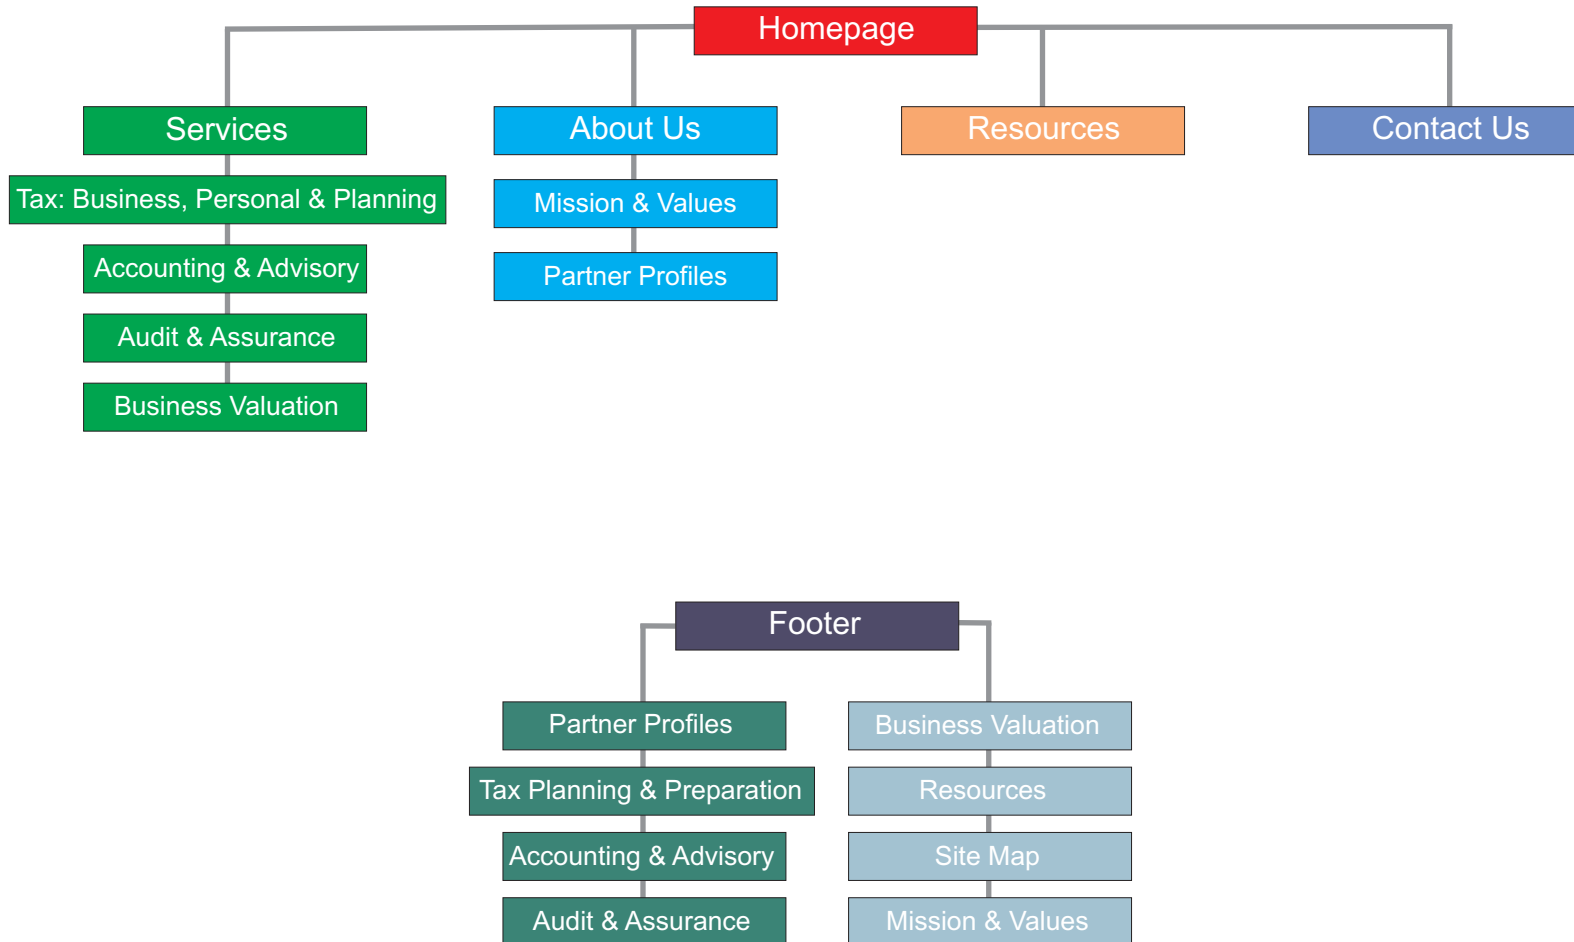 Homepage
Services
About Us
Resources
Contact Us
Tax: Business, Personal & Planning
Mission & Values
Accounting & Advisory
Partner Profiles
Audit & Assurance
Business Valuation
Footer
Partner Profiles
Business Valuation
Tax Planning & Preparation
Resources
Accounting & Advisory
Site Map
Audit & Assurance
Mission & Values